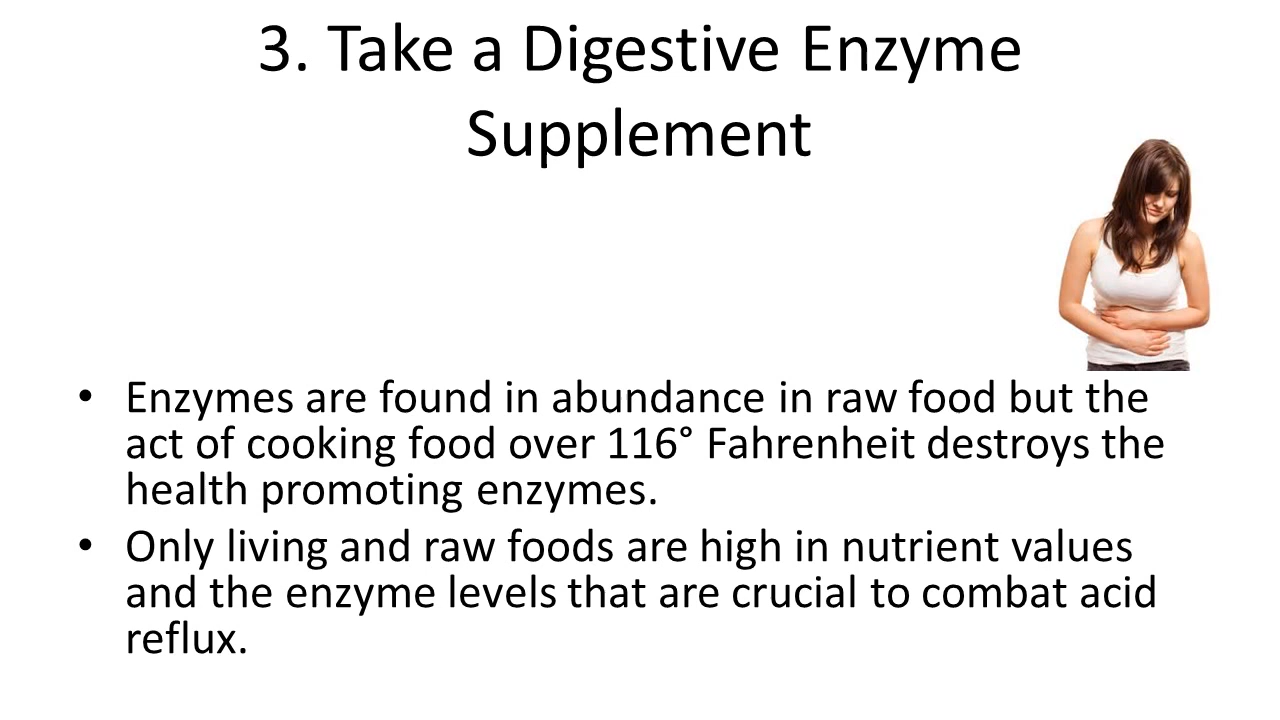 3. Take a Digestive Enzyme
Supplement
• Enzymes are found in abundance in raw food but the
act of cooking food over 116° Fahrenheit destroys the
health promoting enzymes.
• Only living and raw foods are high in nutrient values
and the enzyme levels that are crucial to combat acid
reflux.